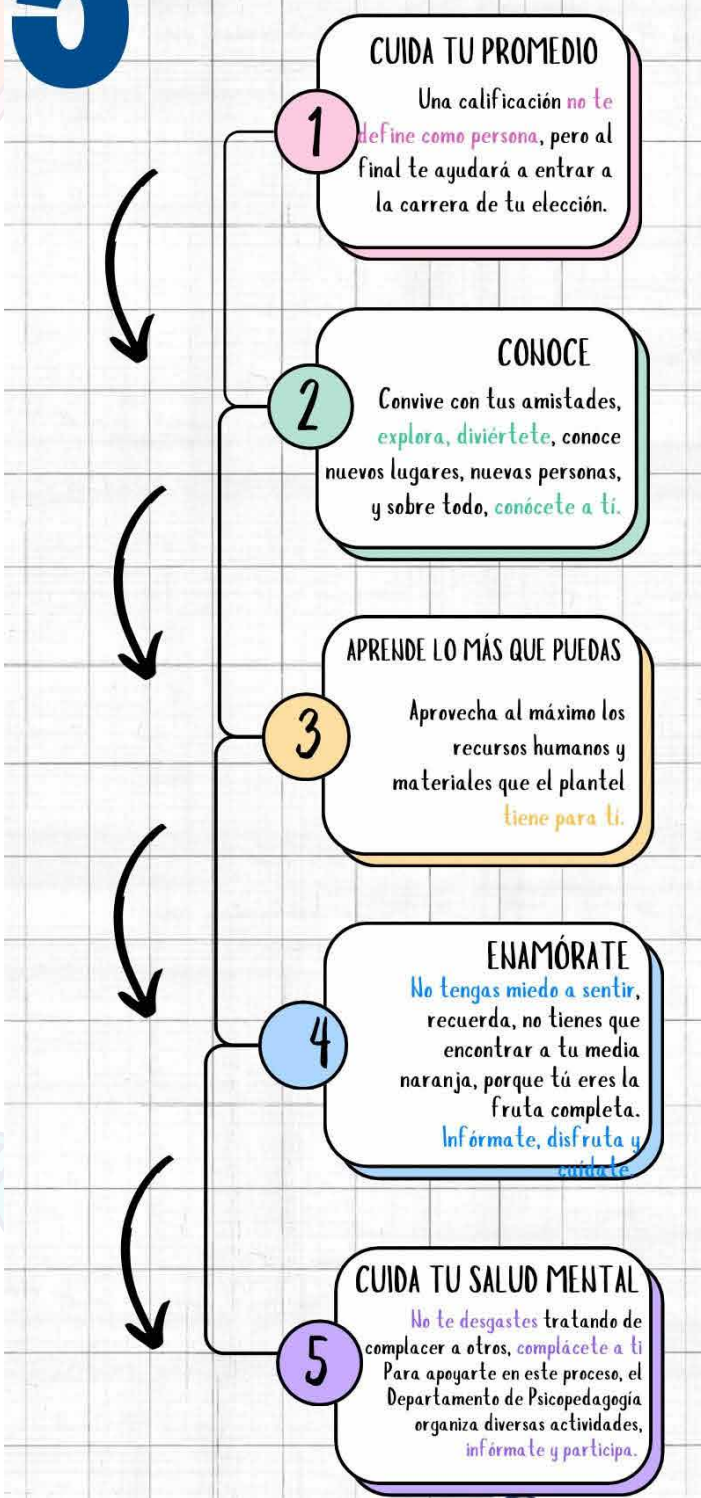 5
CUIDA TU PROMEDIO
1
Una calificación no te
define como persona, pero al
final te ayudará a entrar a
la carrera de tu elección.
CONOCE
2
Convive con tus amistades,
explora, diviértete, conoce
nuevos lugares, nuevas personas,
y sobre todo, conócete a tí.
APRENDE LO MÁS QUE PUEDAS
3
Aprovecha al máximo los
recursos humanos y
materiales que el plantel
tiene para tí.
ENAMÓRATE
4
No tengas miedo a sentir,
recuerda, no tienes que
encontrar a tu media
naranja, porque tú eres la
fruta completa.
Infórmate, disfruta y
cuídate.
CUIDA TU SALUD MENTAL
5
No te desgastes tratando de
complacer a otros, complácete a ti
Para apoyarte en este proceso, el
Departamento de Psicopedagogía
organiza diversas actividades,
infórmate y participa.